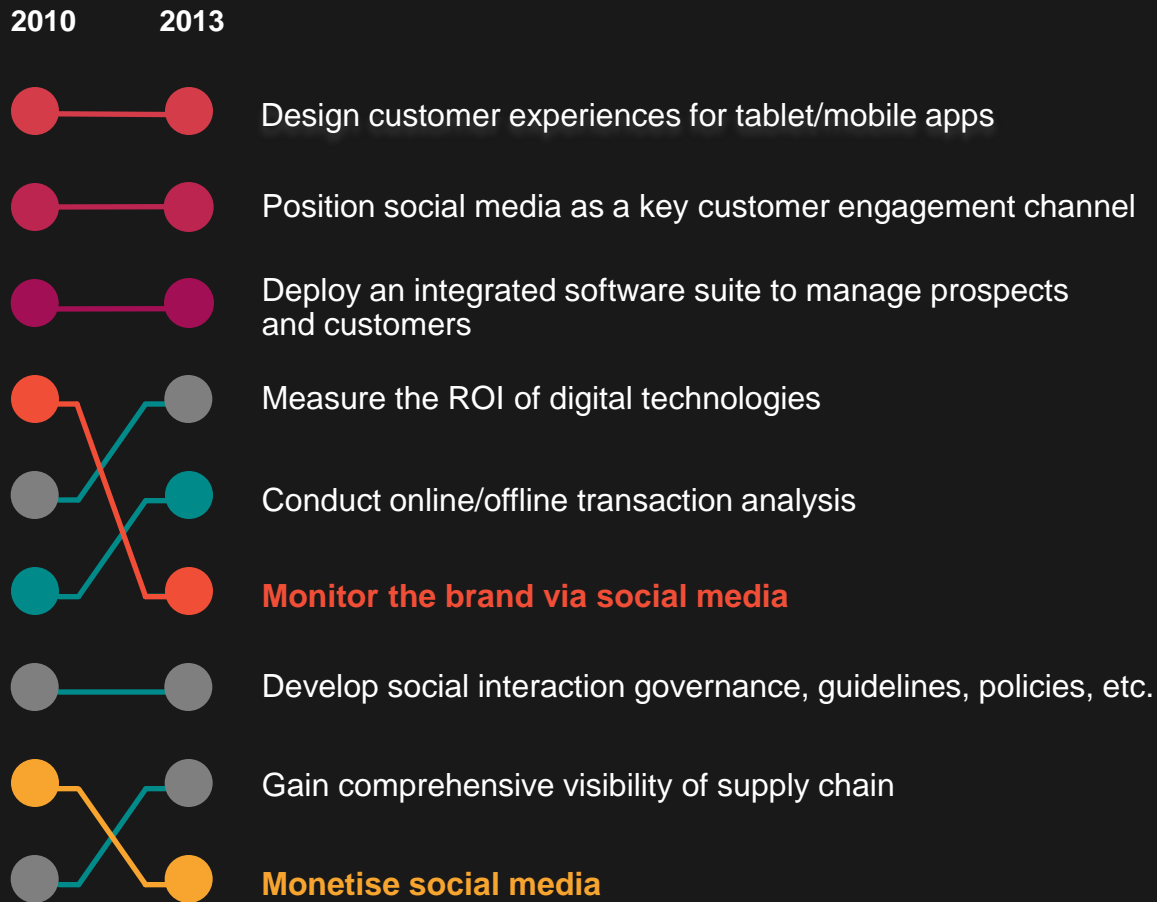 2010 2013
Design customer experiences for tablet/mobile apps
Position social media as a key customer engagement channel
Deploy an integrated software suite to manage prospects
and customers
Measure the ROI of digital technologies
Conduct online/offline transaction analysis
Monitor the brand via social media
Develop social interaction governance, guidelines, policies, etc.
Gain comprehensive visibility of supply chain
Monetise social media